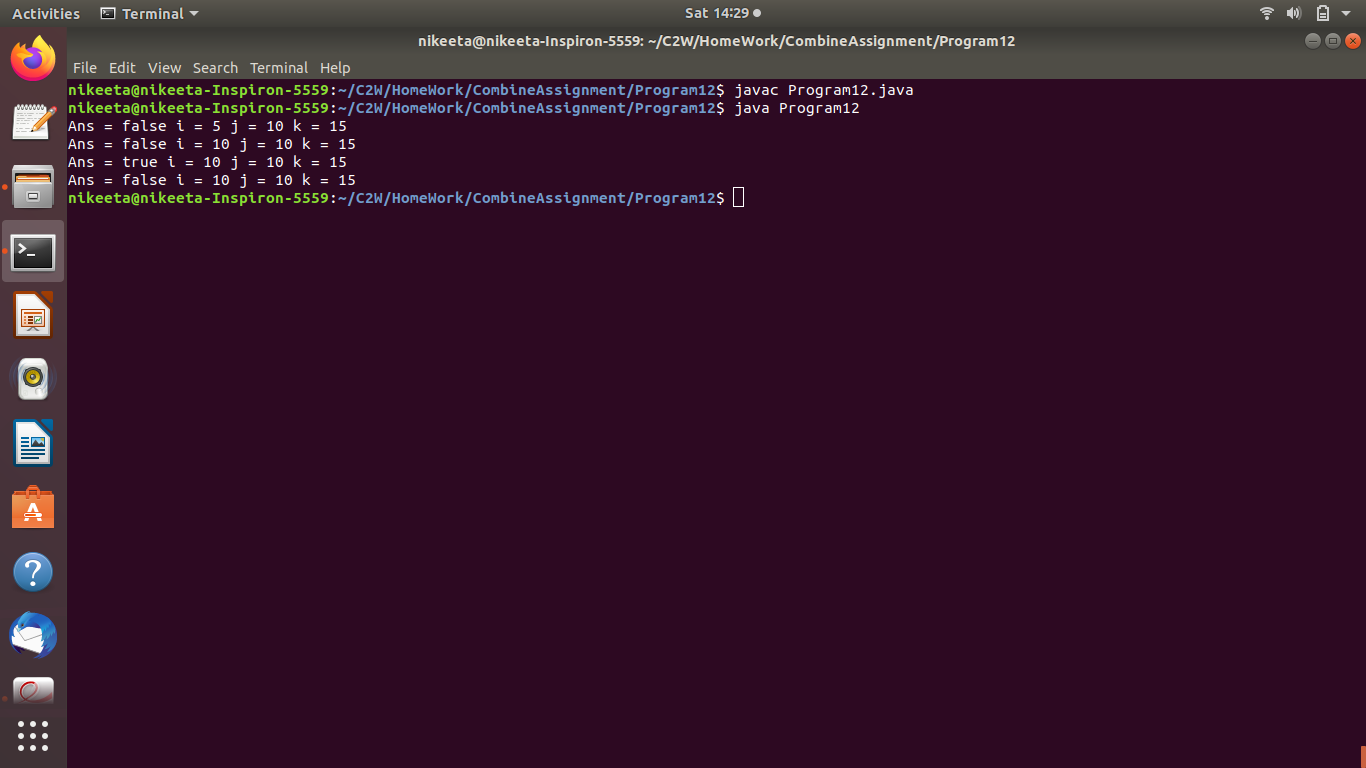 Activities Terminal Sat 14:29
nikeeta@nikeeta-Inspiron-5559: ~/C2W/HomeWork/CombineAssignment/Program12
File Edit View Search Terminal Help
nikeeta@nikeeta-Inspiron-5559:~/C2W/HomeWork/CombineAssignment/Program12$ javac Program12.java
nikeeta@nikeeta-Inspiron-5559:~/C2W/HomeWork/CombineAssignment/Program12$ java Program12
Ans = false i = 5 j = 10 k = 15
Ans = false i = 10 j = 10 k = 15
Ans = true i = 10 j = 10 k = 15
Ans = false i = 10 j = 10 k = 15
nikeeta@nikeeta-Inspiron-5559:~/C2W/HomeWork/CombineAssignment/Program12$